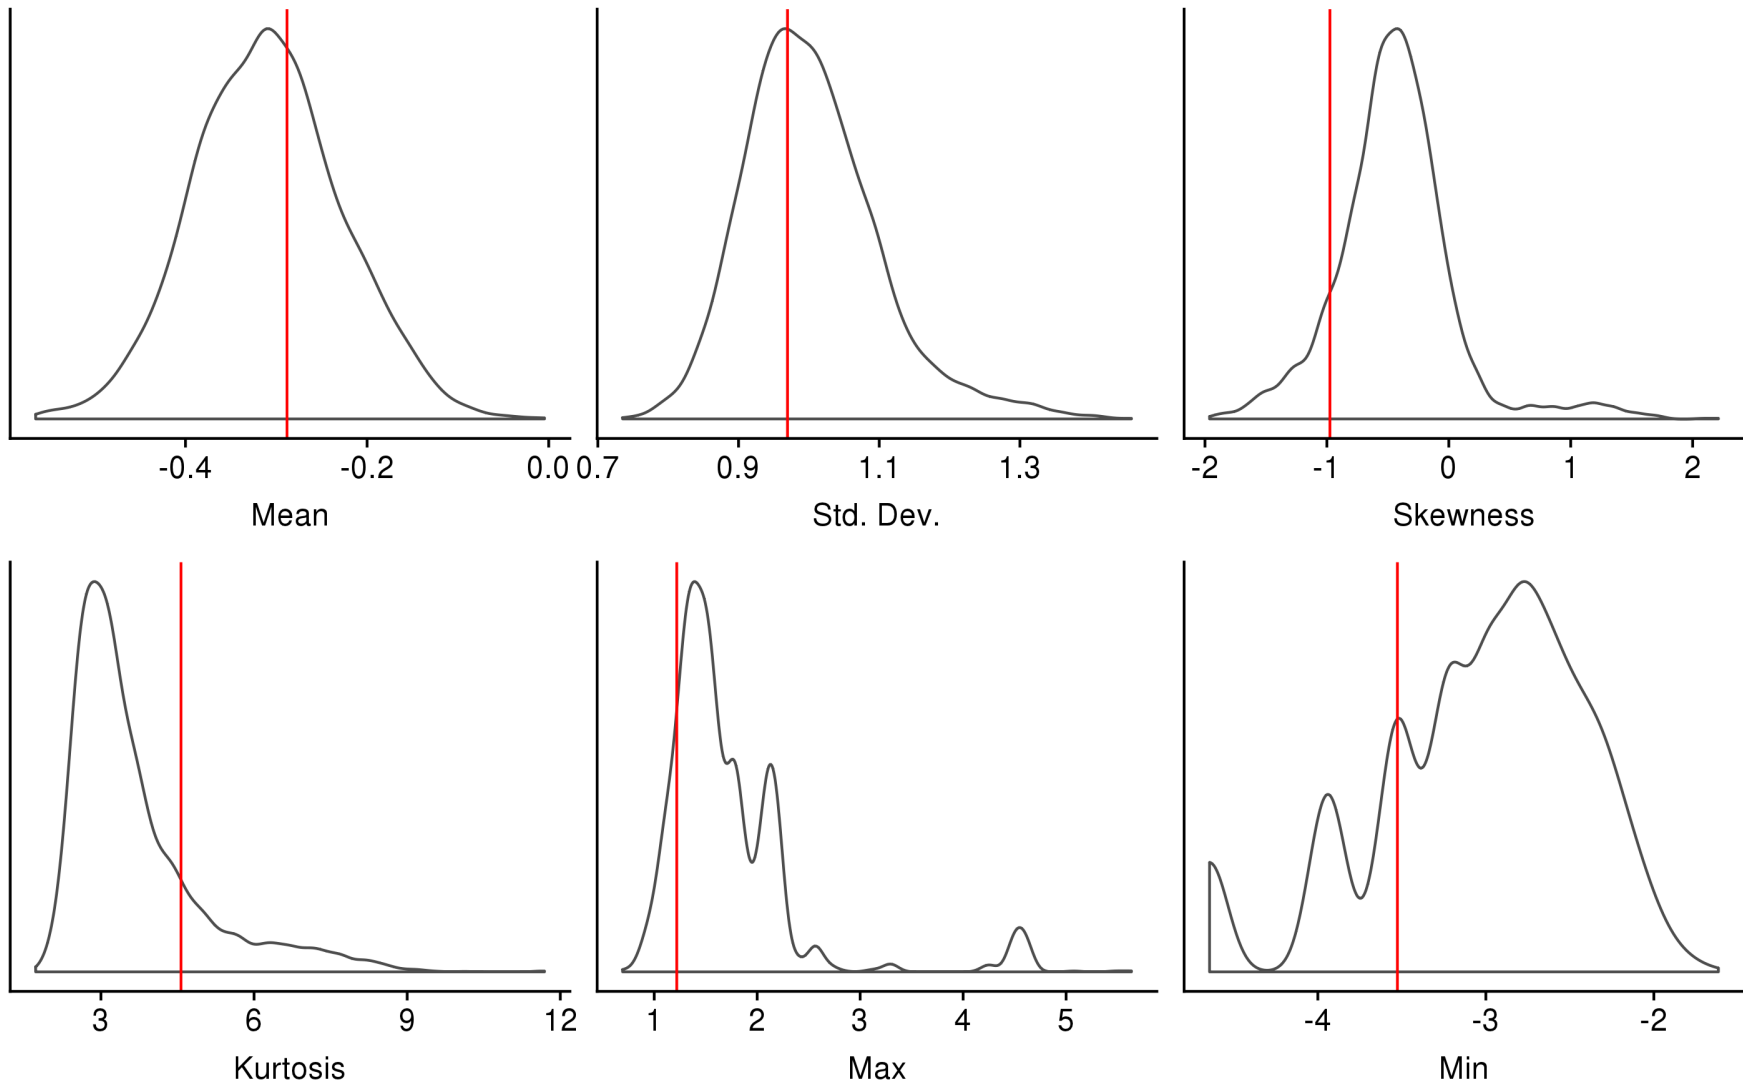 -0.4 -0.2 0.0
Mean
0.7 0.9 1.1 1.3
Std. Dev.
-2 -1 0 1 2
Skewness
3 6 9 12
Kurtosis
1 2 3 4 5
Max
-4 -3 -2
Min